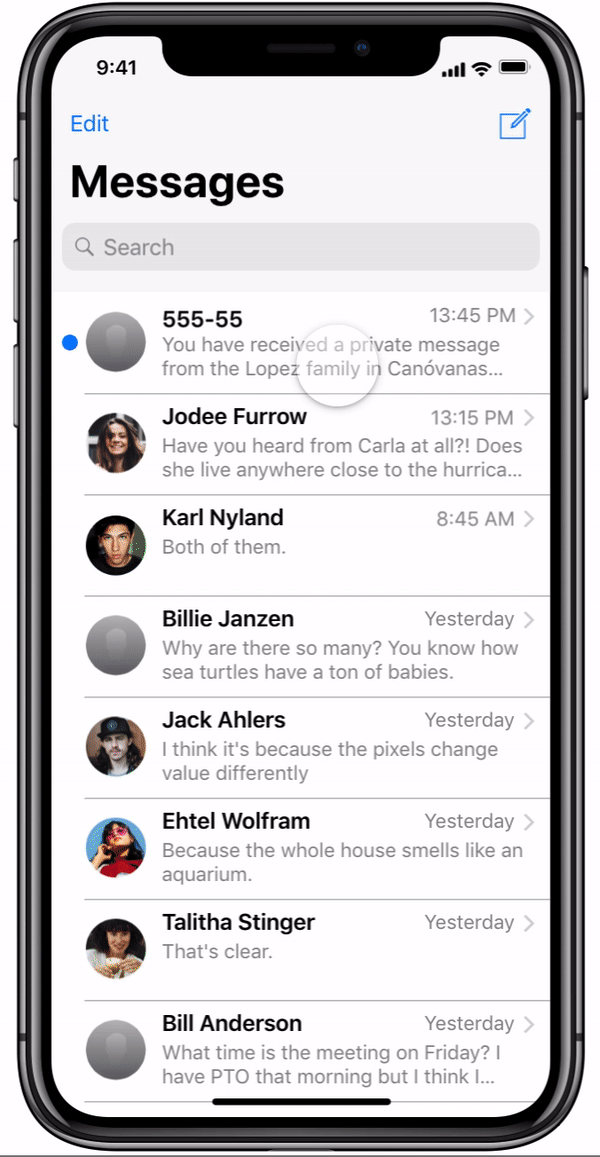 9:41
Edit
Messages
Search
555-55 13:45 PM
You have received a private message
from the Lopez family in Canóvanas...
Jodee Furrow 13:15 PM
Have you heard from Carla at all?! Does
she live anywhere close to the hurrica...
Karl Nyland 8:45 AM
Both of them.
Billie Janzen Yesterday
Why are there so many? You know how
sea turtles have a ton of babies.
Jack Ahlers Yesterday
I think it's because the pixels change
value differently
Ehtel Wolfram Yesterday
Because the whole house smells like an
aquarium.
Talitha Stinger Yesterday
That's clear.
Bill Anderson Yesterday
What time is the meeting on Friday? I
have PTO that morning but I think I...